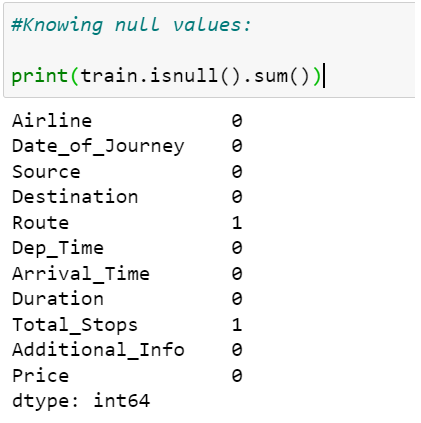 #Knowing null values:
print(train.isnull().sum())
Airline 0
Date_of_Journey 0
Source 0
Destination 0
Route 1
Dep_Time 0
Arrival_Time 0
Duration 0
Total_Stops 1
Additional_Info 0
Price 0
dtype: int64